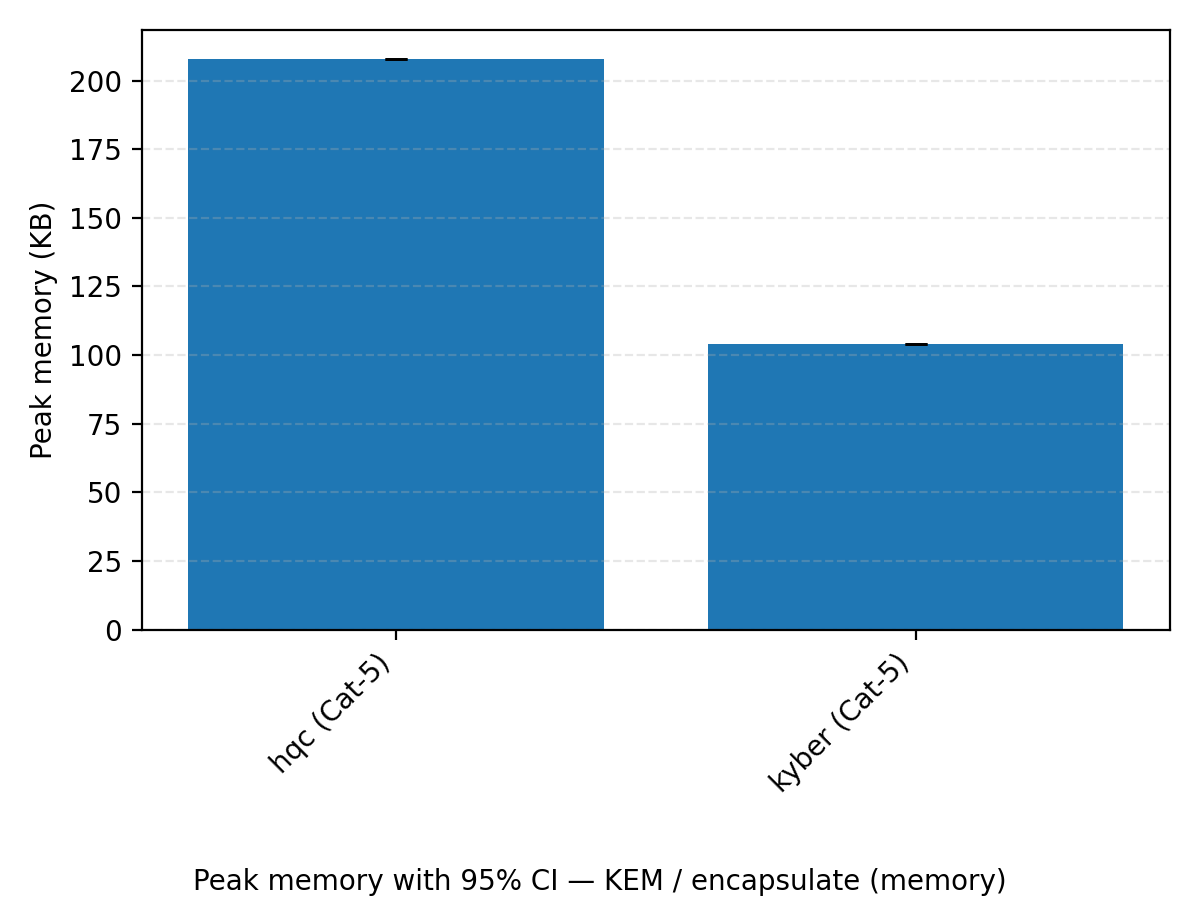 200
175
150
125
100
75
50
25
0
Peak memory (KB)
hqc (Cat-5)
kyber (Cat-5)
Peak memory with 95% CI — KEM / encapsulate (memory)